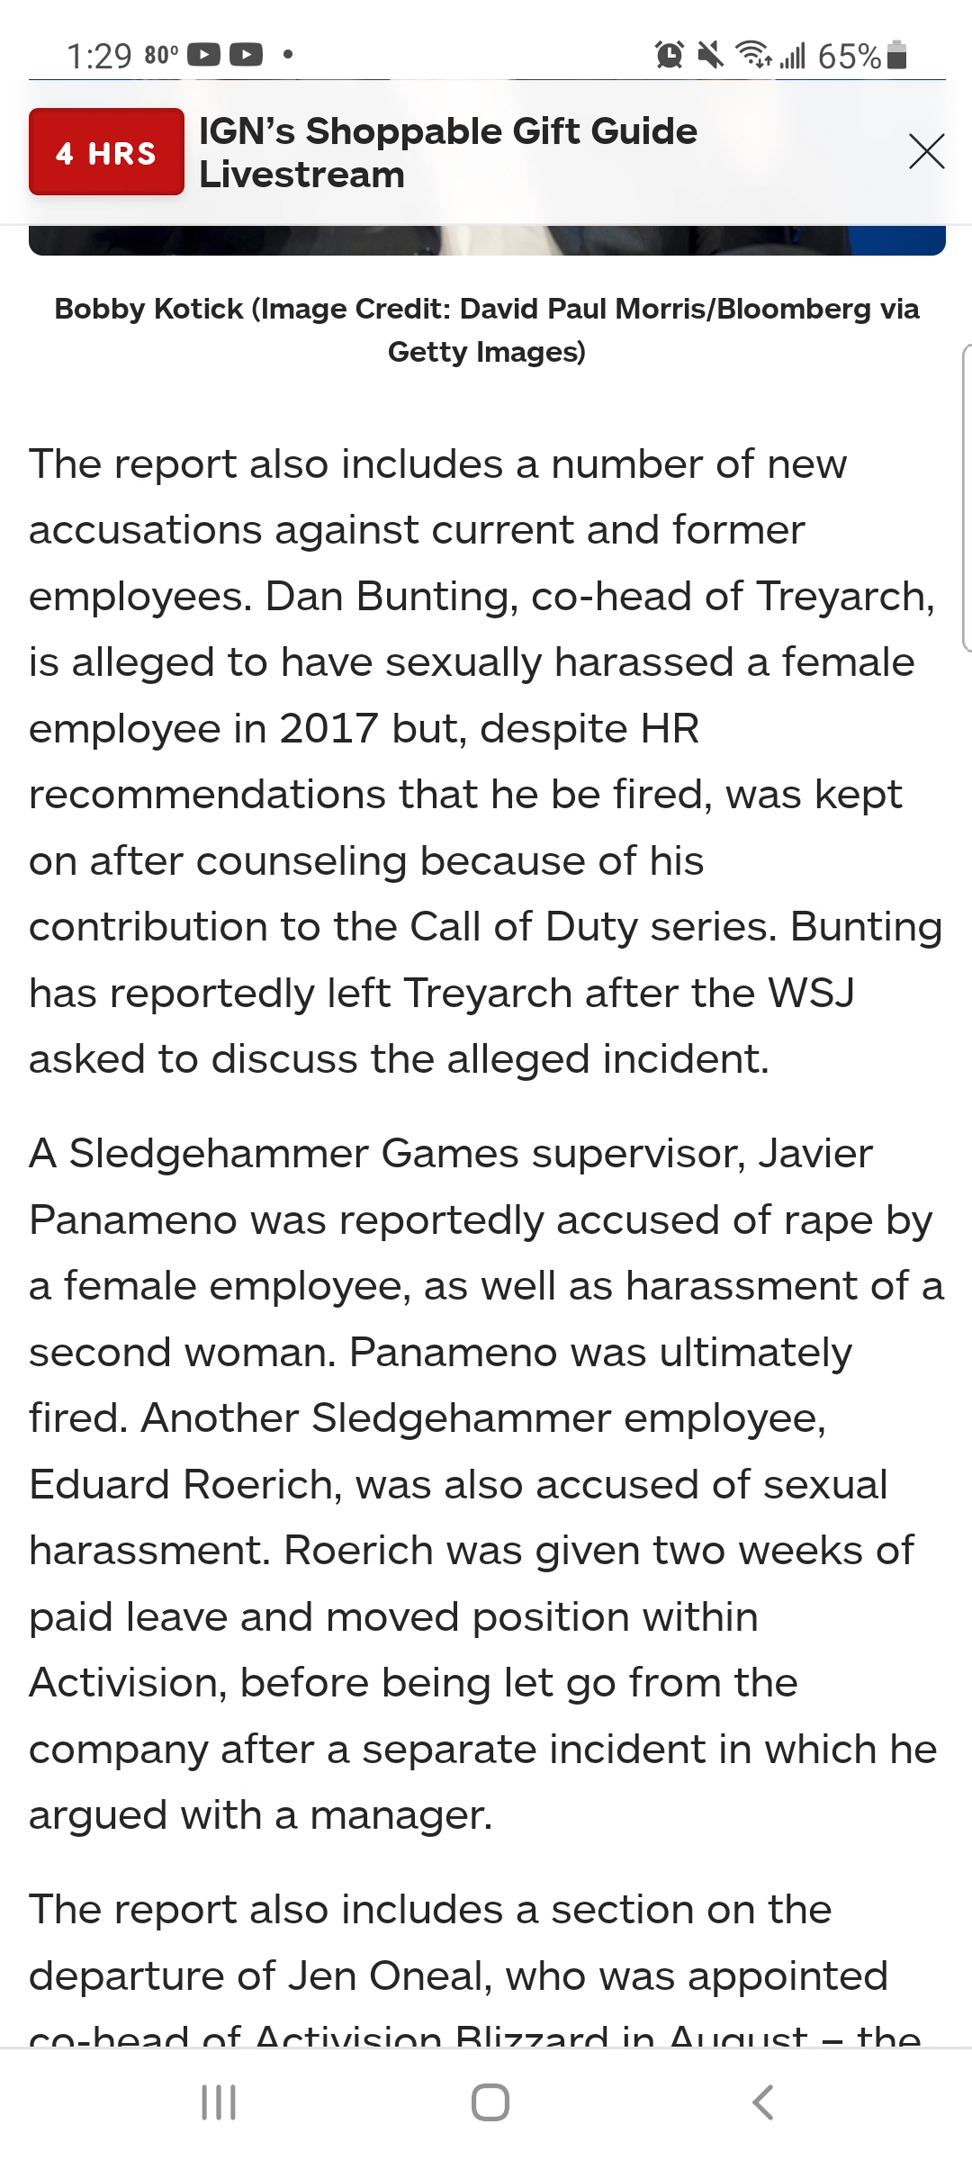 1:29 80° 65%
4 HRS
IGN’s Shoppable Gift Guide
Livestream
Bobby Kotick (Image Credit: David Paul Morris/Bloomberg via
Getty Images)
The report also includes a number of new
accusations against current and former
employees. Dan Bunting, co-head of Treyarch,
is alleged to have sexually harassed a female
employee in 2017 but, despite HR
recommendations that he be fired, was kept
on after counseling because of his
contribution to the Call of Duty series. Bunting
has reportedly left Treyarch after the WSJ
asked to discuss the alleged incident.
A Sledgehammer Games supervisor, Javier
Panameno was reportedly accused of rape by
a female employee, as well as harassment of a
second woman. Panameno was ultimately
fired. Another Sledgehammer employee,
Eduard Roerich, was also accused of sexual
harassment. Roerich was given two weeks of
paid leave and moved position within
Activision, before being let go from the
company after a separate incident in which he
argued with a manager.
The report also includes a section on the
departure of Jen Oneal, who was appointed
co-head of Activision Blizzard in August – the